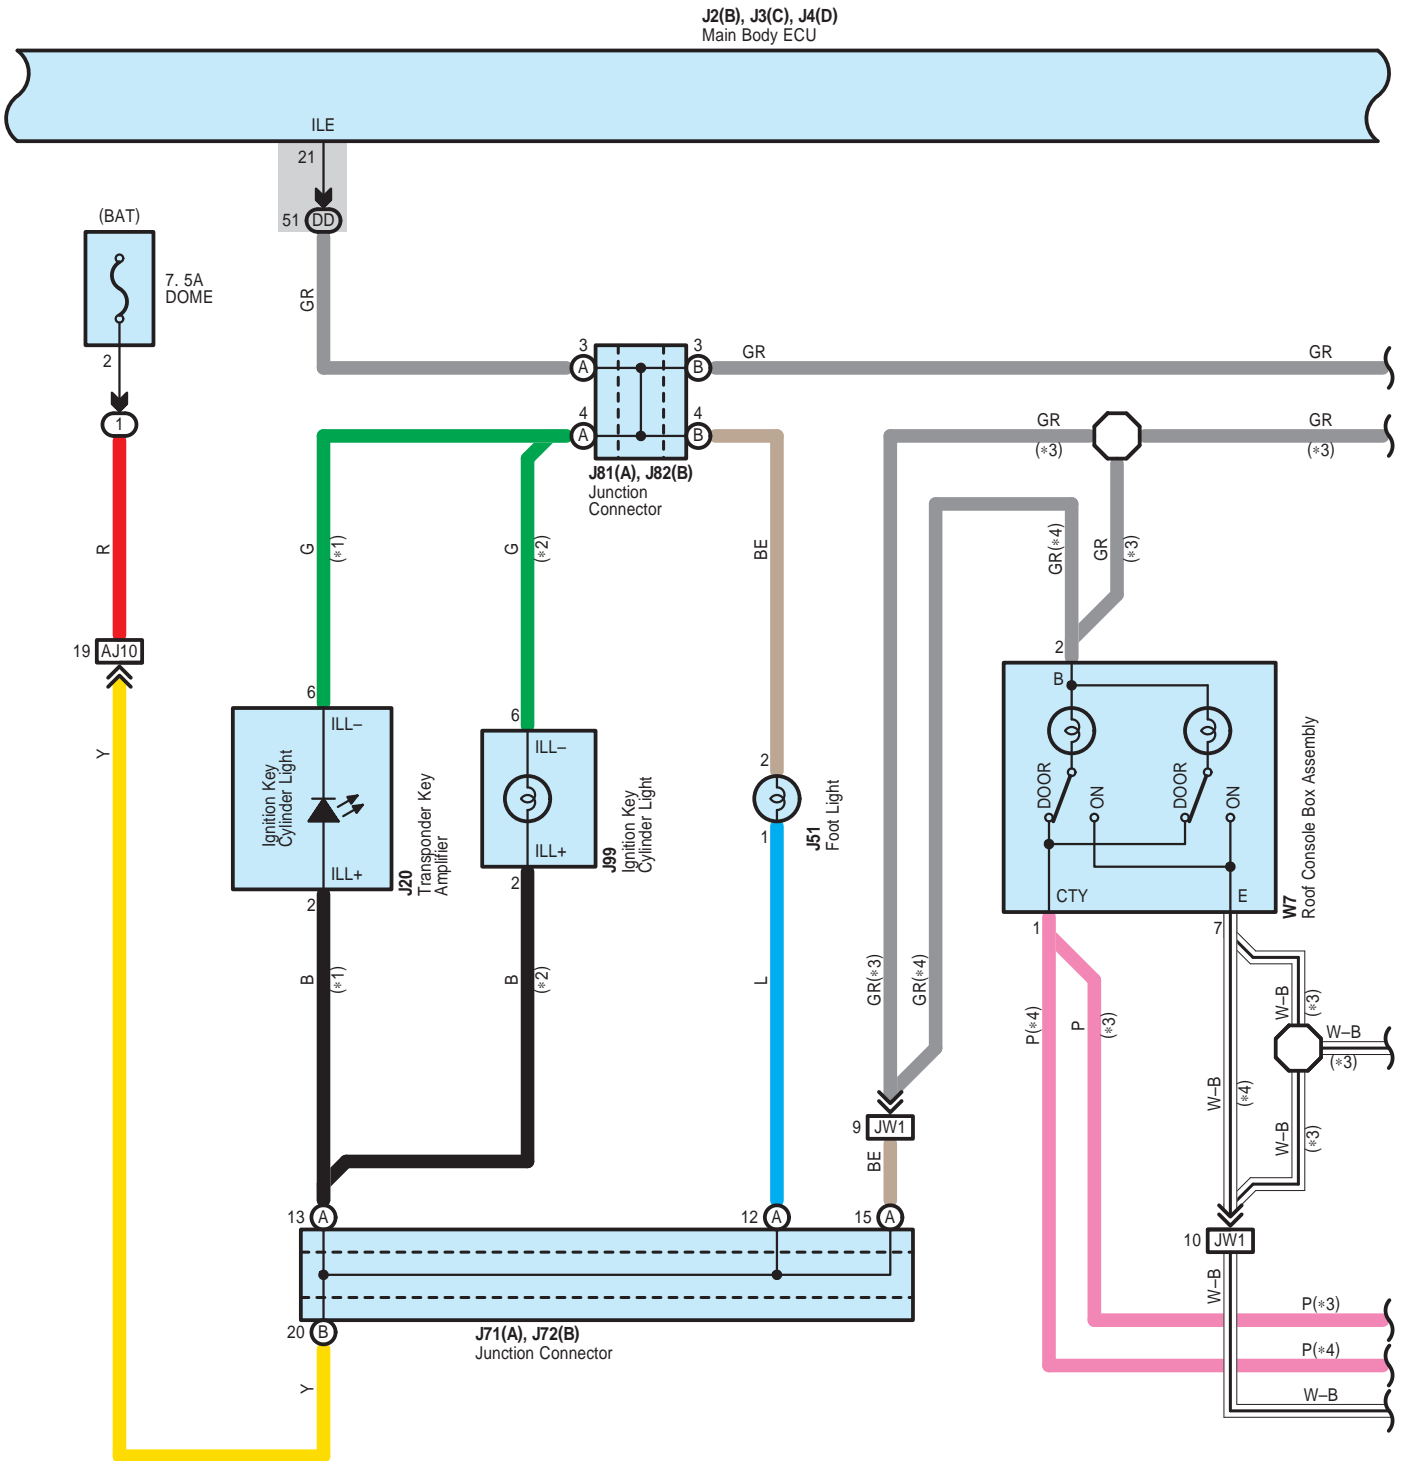 J2(B), J3(C), J4(D)
Main Body ECU
ILE
21
51 DD
(BAT)
7. 5A
DOME
2
1
GR
3 A
3 B
GR
GR
4 A
4 B
J81(A), J82(B)
Junction
Connector
GR
(*3)
GR
(*3)
R
G
(*1)
G
(*2)
BE
GR(*4)
GR
(*3)
19 AJ10
Y
6
ILL–
Ignition Key
Cylinder Light
ILL+
2
J20
Transponder Key
Amplifier
6
ILL–
ILL+
2
J99
Ignition Key
Cylinder Light
2
1
J51
Foot Light
2
B
DOOR
ON
DOOR
ON
CTY
E
1
7
W7
Roof Console Box Assembly
B
(*1)
B
(*2)
L
GR(*3)
GR(*4)
P(*4)
P
(*3)
W–B
(*4)
W–B
(*3)
W–B
(*3)
W–B
(*3)
9 JW1
BE
13 A
12 A
15 A
10 JW1
W–B
20 B
J71(A), J72(B)
Junction Connector
Y
P(*3)
P(*4)
W–B